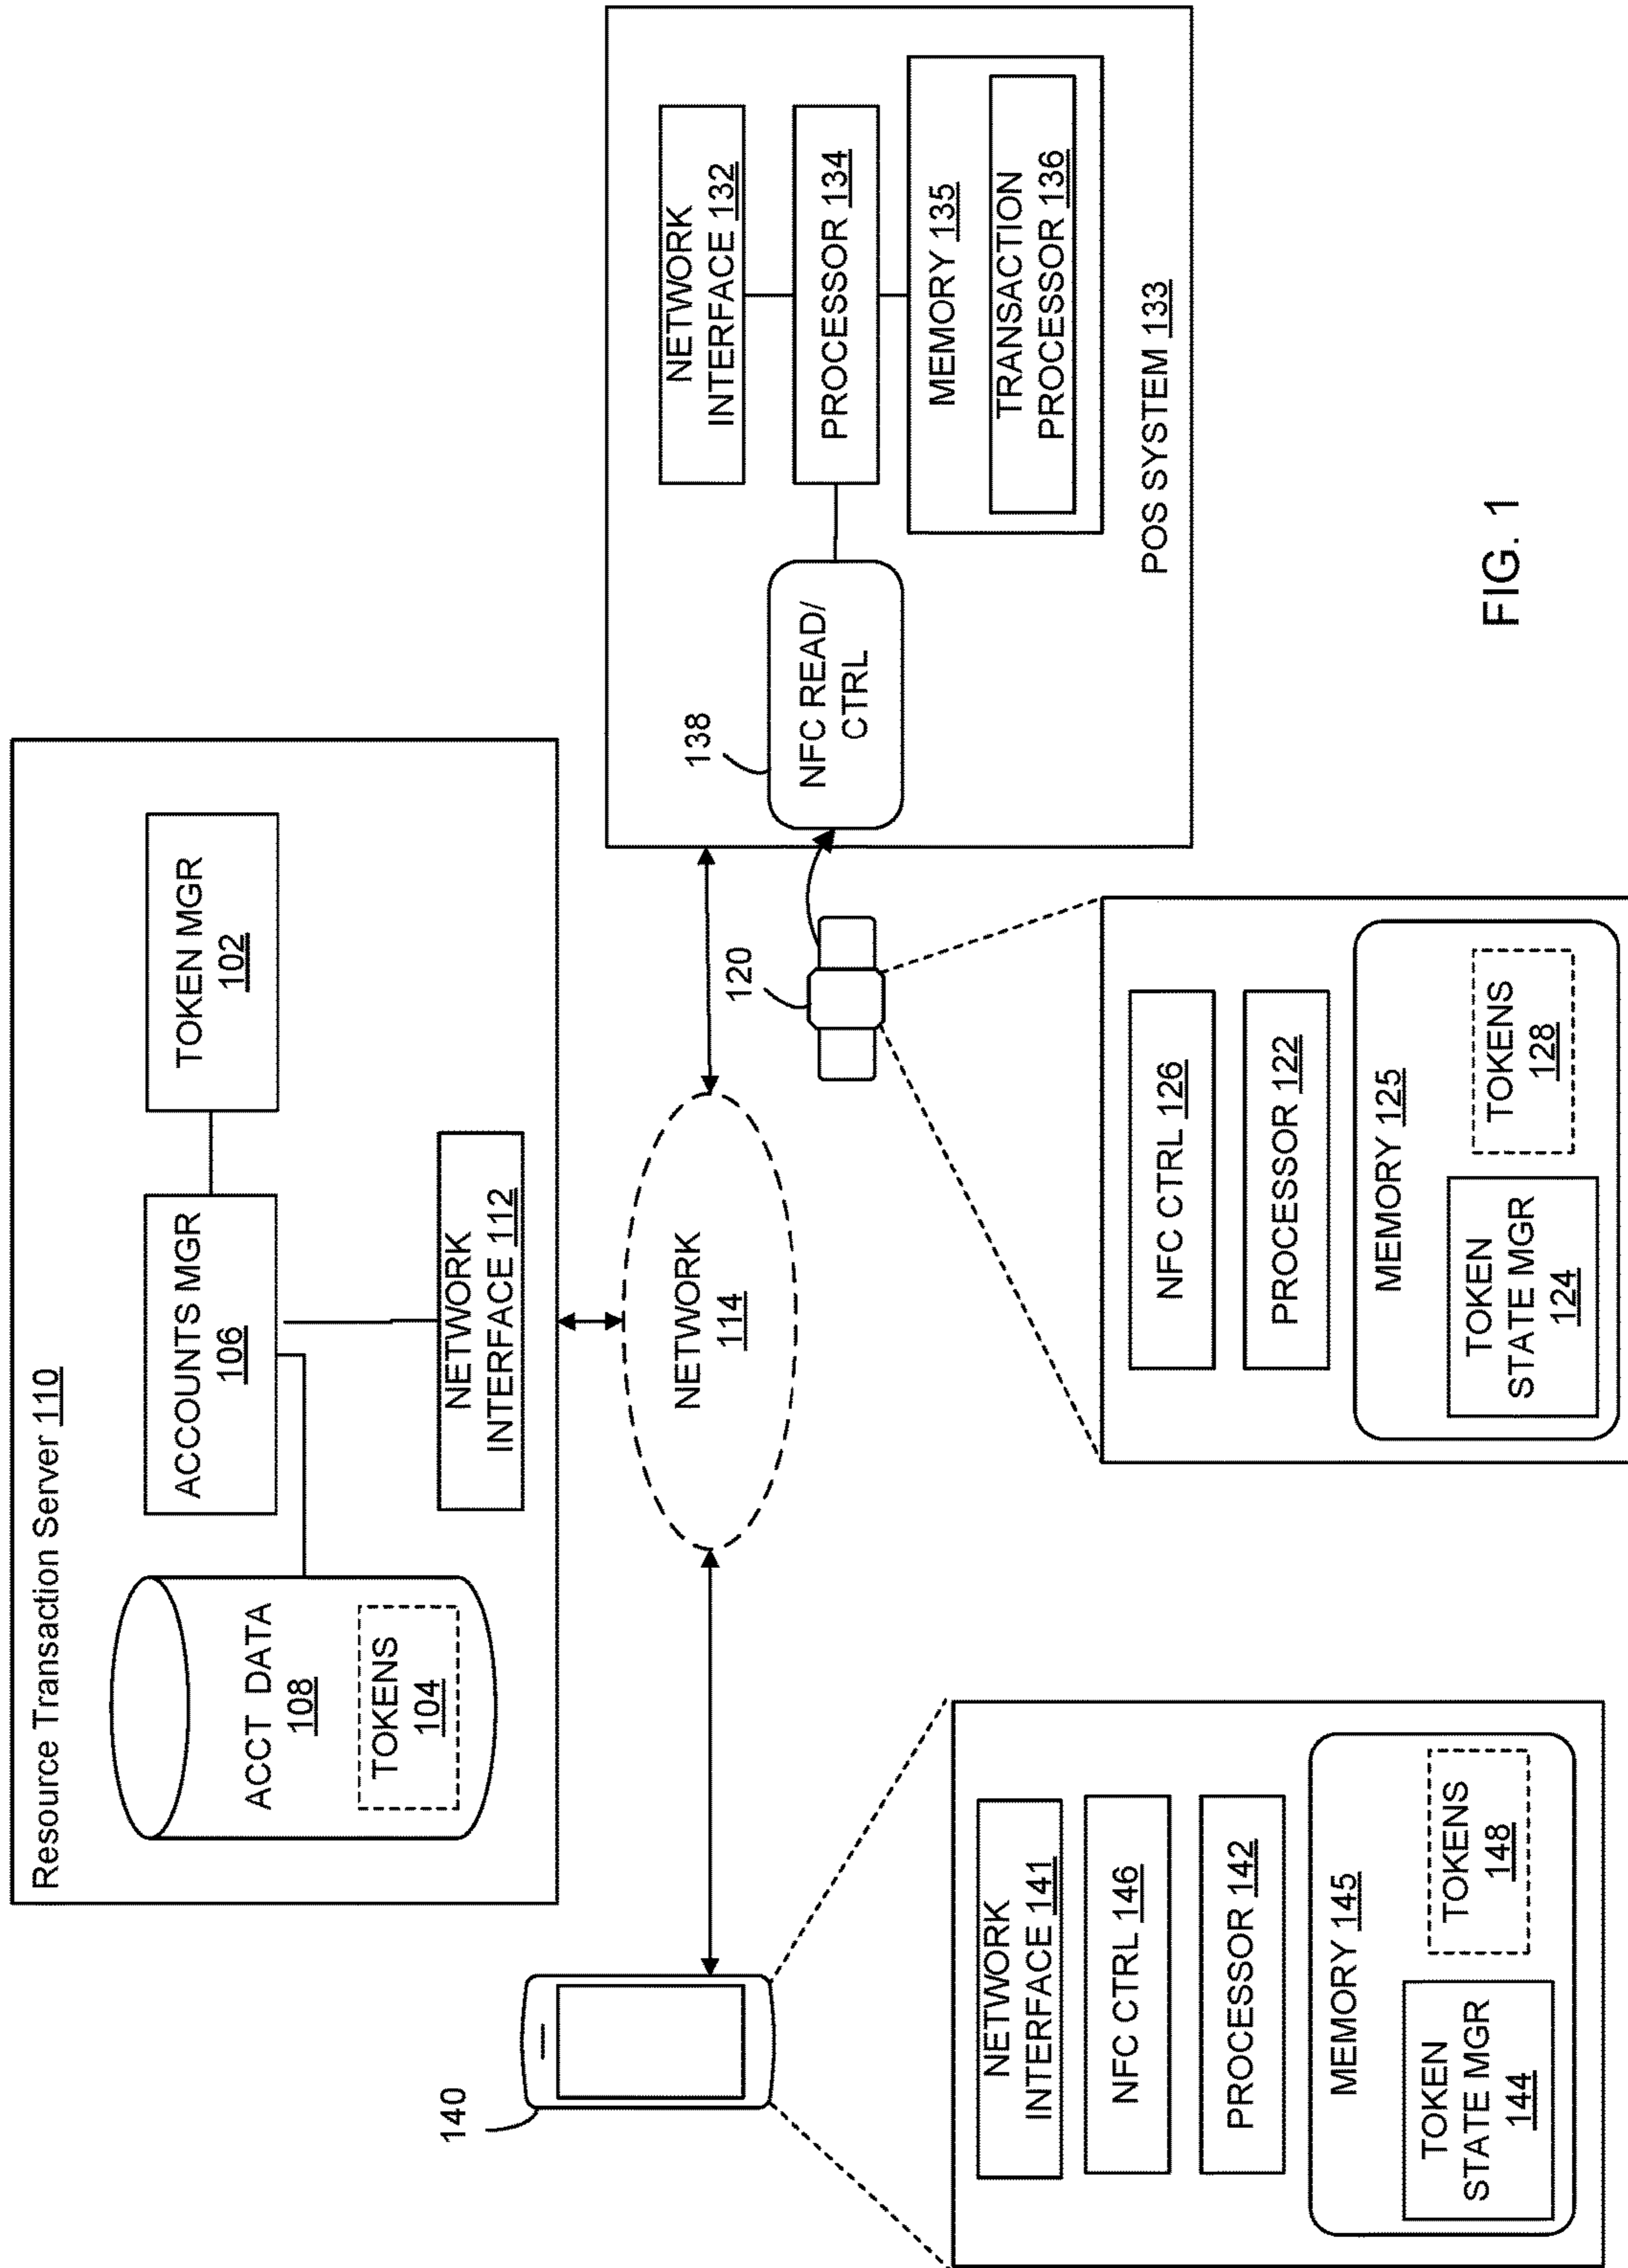 Resource Transaction Server 110
ACCT DATA
108
TOKENS
104
ACCOUNTS MGR
106
TOKEN MGR
102
NETWORK
INTERFACE 112
NETWORK
114
140
NETWORK
INTERFACE 141
NFC CTRL 146
PROCESSOR 142
MEMORY 145
TOKEN
STATE MGR
144
TOKENS
148
120
NFC CTRL 126
PROCESSOR 122
MEMORY 125
TOKEN
STATE MGR
124
TOKENS
128
138
NFC READ/
CTRL
NETWORK
INTERFACE 132
PROCESSOR 134
MEMORY 135
TRANSACTION
PROCESSOR 136
POS SYSTEM 133
FIG. 1